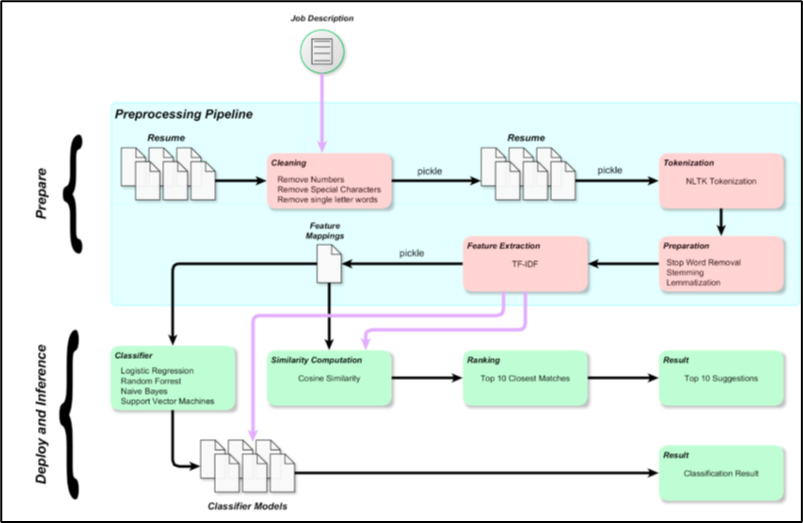 Job Description
Preprocessing Pipeline
Resume
Cleaning
Remove Numbers
Remove Special Characters
Remove single letter words
pickle
Resume
pickle
Tokenization
NLTK Tokenization
Prepare
Feature
Mappings
pickle
Feature Extraction
TF-IDF
Preparation
Stop Word Removal
Stemming
Lemmatization
Deploy and Inference
Classifier
Logistic Regression
Random Forrest
Naive Bayes
Support Vector Machines
Similarity Computation
Cosine Similarity
Ranking
Top 10 Closest Matches
Result
Top 10 Suggestions
Classifier Models
Result
Classification Result